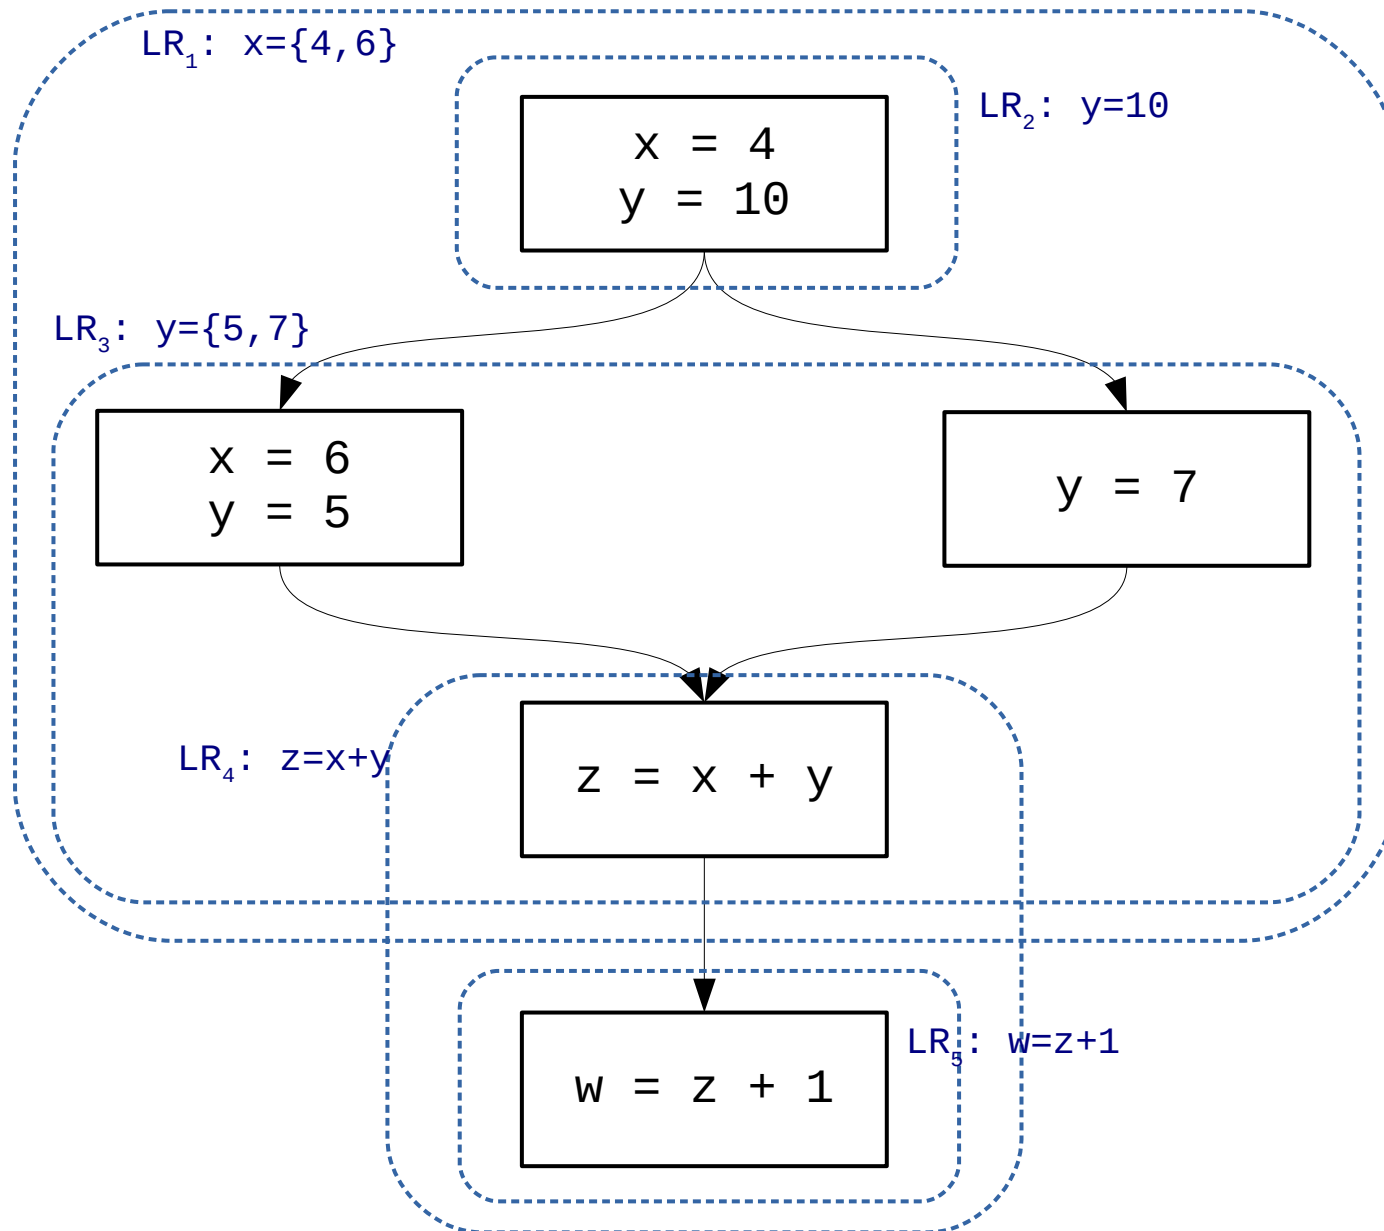 LR₁: x={4,6}
LR₂: y=10
x = 4
y = 10
LR₃: y={5,7}
x = 6
y = 5
y = 7
LR₄: z=x+y
z = x + y
LR₅: w=z+1
w = z + 1